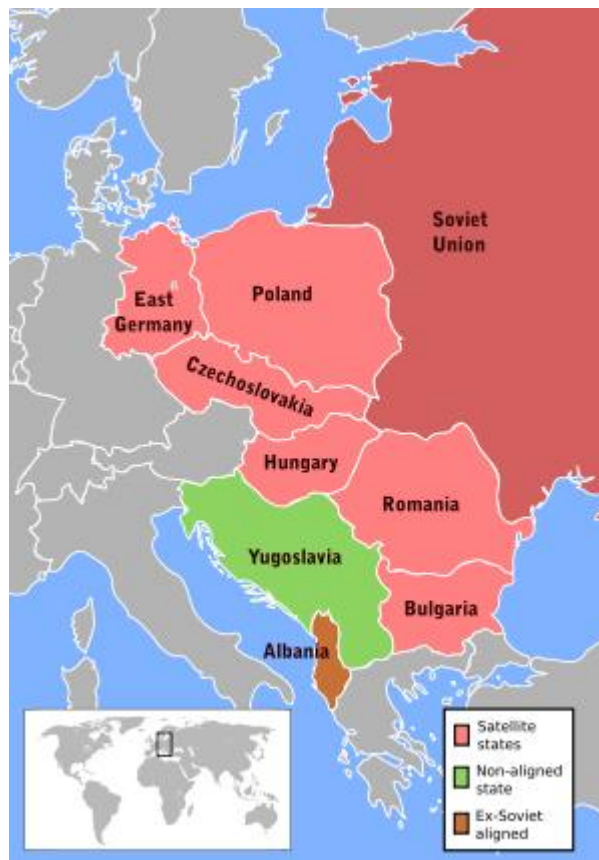 Soviet
Union
East
Germany
Poland
Czechoslovakia
Hungary
Romania
Yugoslavia
Bulgaria
Albania
Satellite
states
Non-aligned
state
Ex-Soviet
aligned